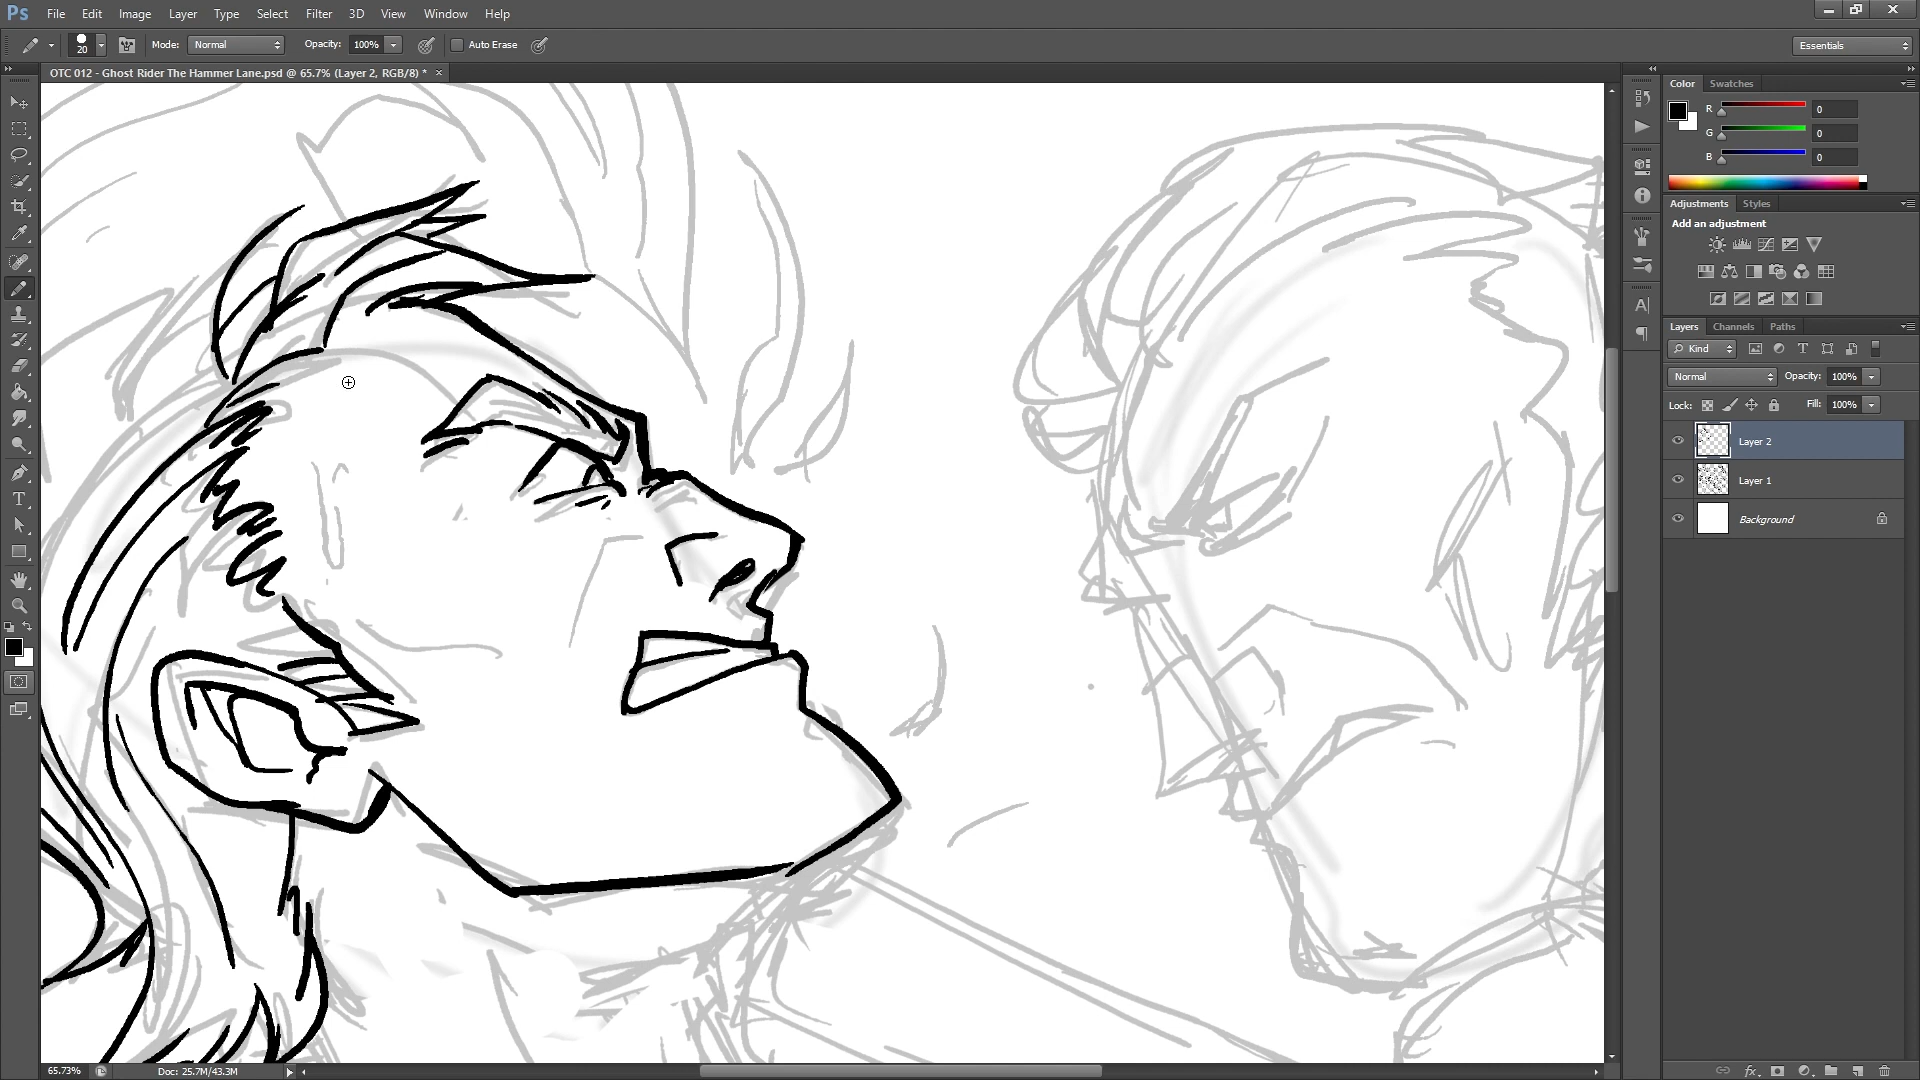 Ps File Edit Image Layer Type Select Filter 3D View Window Help
20 Mode: Normal Opacity: 100% Auto Erase Essentials
OTC 012 - Ghost Rider The Hammer Lane.psd @ 65.7% (Layer 2, RGB/8) * ×
Color Swatches
R 0
G 0
B 0
Adjustments Styles
Add an adjustment
Layers Channels Paths
Kind
Normal Opacity: 100%
Lock: Fill: 100%
Layer 2
Layer 1
Background
65.73% Doc: 25.7M/43.3M